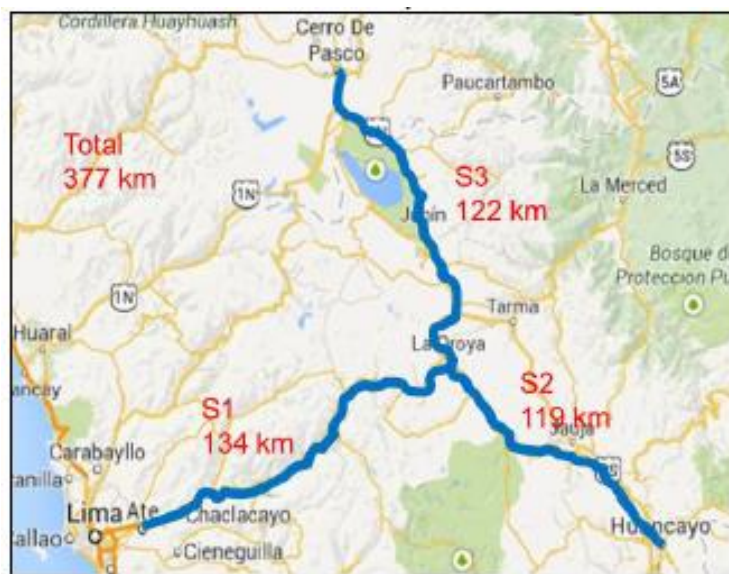 Cordillera Huayhuash
Cerro De
Pasco
Paucartambo
5A
Total
377 km
5S
S3
122 km
La Merced
1N
Junín
Bosque de
Proteccion Pu
1N
Tarma
Huaral
La Oroya
ancay
S2
119 km
S1
134 km
Jauja
Carabayllo
tanilla
Lima
Ate
Chaclacayo
Huancayo
Callao
Cieneguilla